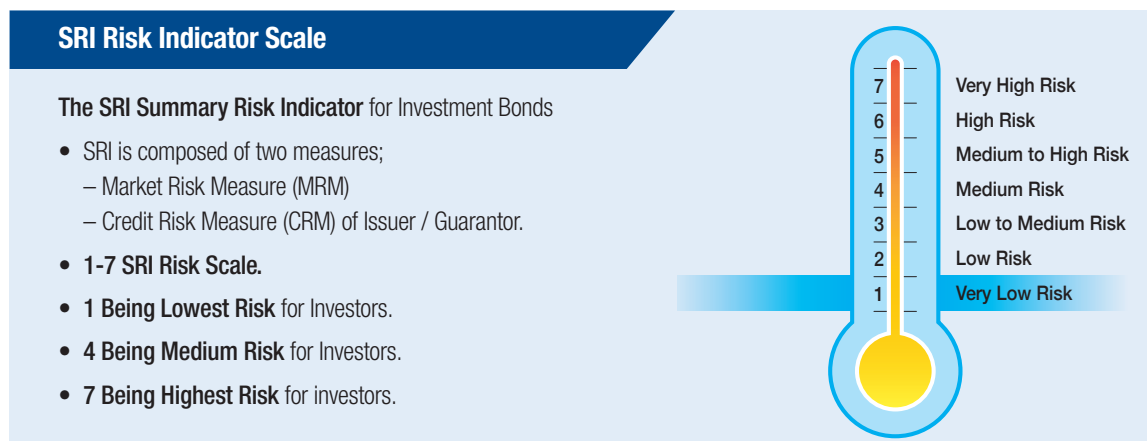 SRI Risk Indicator Scale
The SRI Summary Risk Indicator for Investment Bonds
• SRI is composed of two measures;
– Market Risk Measure (MRM)
– Credit Risk Measure (CRM) of Issuer / Guarantor.
• 1-7 SRI Risk Scale.
• 1 Being Lowest Risk for Investors.
• 4 Being Medium Risk for Investors.
• 7 Being Highest Risk for investors.
7 Very High Risk
6 High Risk
5 Medium to High Risk
4 Medium Risk
3 Low to Medium Risk
2 Low Risk
1 Very Low Risk